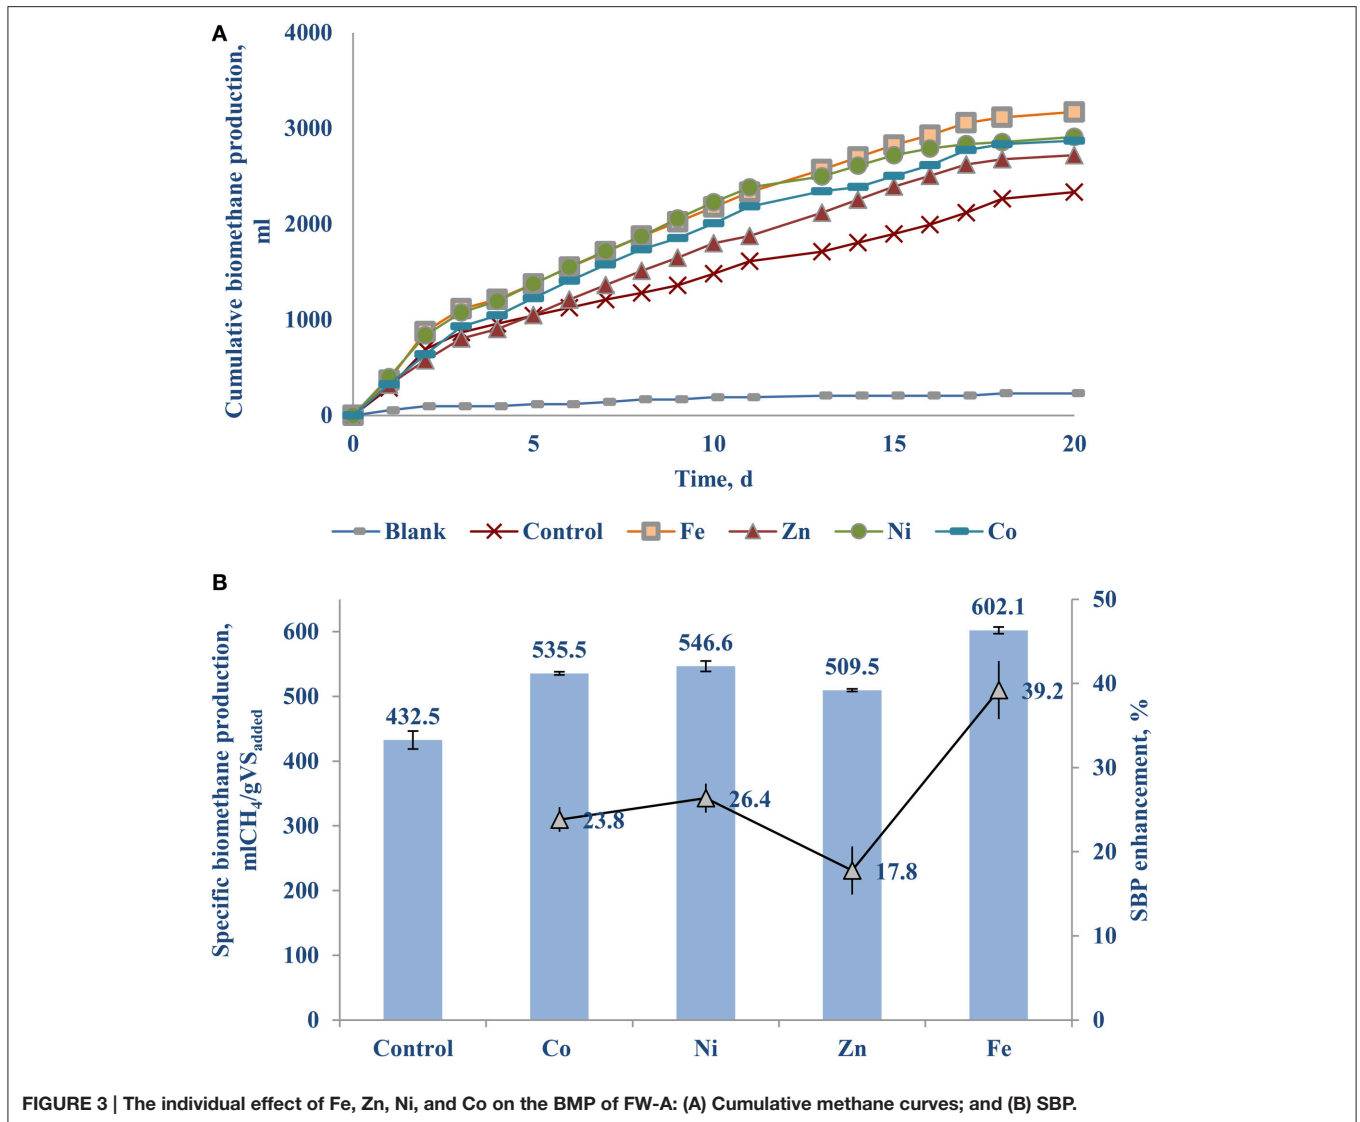 A
Cumulative biomethane production,
ml
4000
3000
2000
1000
0
0 5 10 15 20
Time, d
Blank Control Fe Zn Ni Co
B
Specific biomethane production,
mlCH4/gVSadded
600
500
400
300
200
100
0
432.5
535.5
546.6
509.5
602.1
23.8
26.4
17.8
39.2
50
40
30
20
10
0
SBP enhancement, %
Control Co Ni Zn Fe
FIGURE 3 | The individual effect of Fe, Zn, Ni, and Co on the BMP of FW-A: (A) Cumulative methane curves; and (B) SBP.